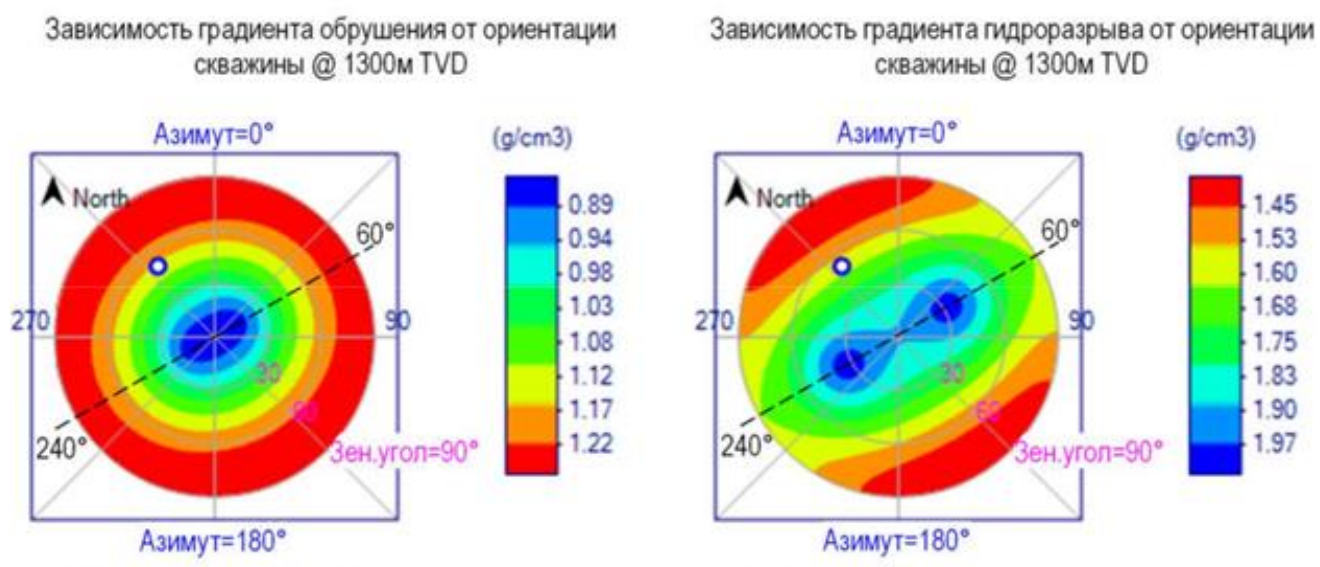 Зависимость градиента обрушения от ориентации
скважины @ 1300м TVD
Азимут=0°
(g/cm3)
North
60°
270
90
30
60
240°
Зен.угол=90°
Азимут=180°
0.89
0.94
0.98
1.03
1.08
1.12
1.17
1.22
Зависимость градиента гидроразрыва от ориентации
скважины @ 1300м TVD
Азимут=0°
(g/cm3)
North
60°
270
90
30
60
240°
Зен.угол=90°
Азимут=180°
1.45
1.53
1.60
1.68
1.75
1.83
1.90
1.97